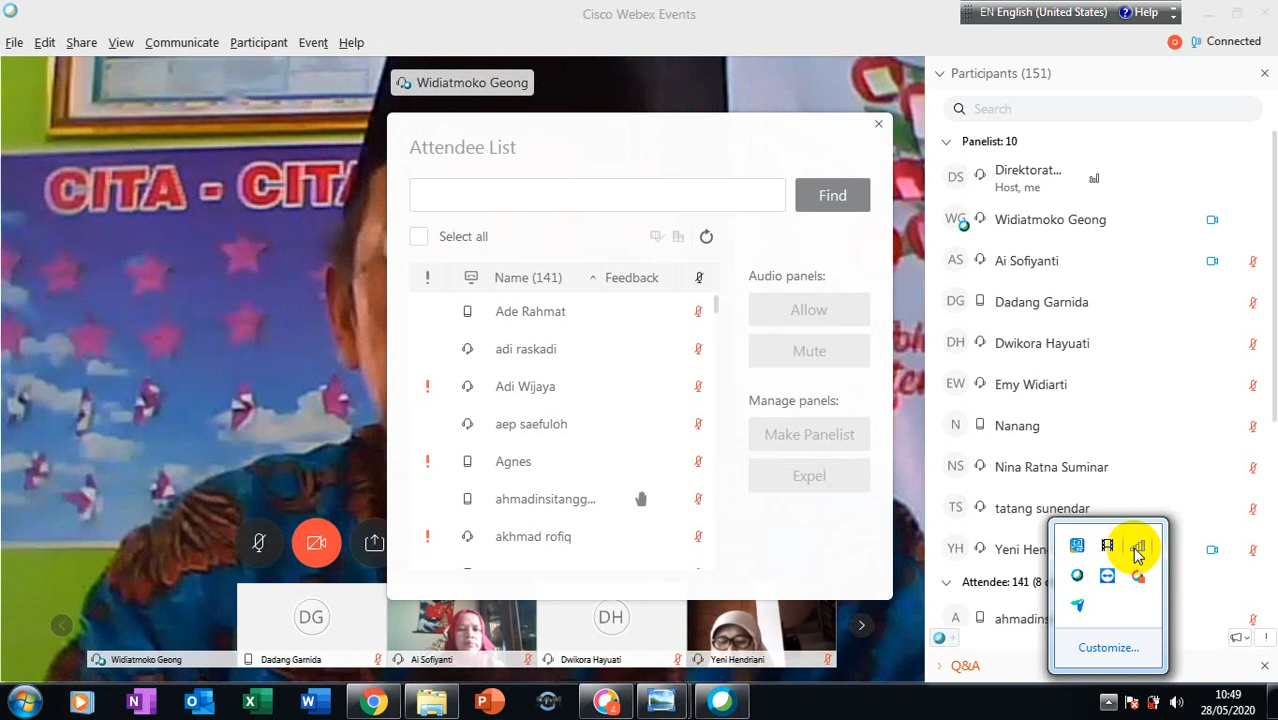 Cisco Webex Events
EN English (United States)
Help
File Edit Share View Communicate Participant Event Help
Connected
Widiatmoko Geong
CITA - CIT
Attendee List
Find
Select all
Name (141) Feedback
Ade Rahmat
adi raskadi
Adi Wijaya
aep saefuloh
Agnes
ahmadinsitangg...
akhmad rofiq
Audio panels:
Allow
Mute
Manage panels:
Make Panelist
Expel
Participants (151)
Search
Panelist: 10
DS Direktorat...
Host, me
WG Widiatmoko Geong
AS Ai Sofiyanti
DG Dadang Garnida
DH Dwikora Hayuati
EW Emy Widiarti
N Nanang
NS Nina Ratna Suminar
TS tatang sunendar
YH Yeni Hen
Attendee: 141 (8
A ahmadins
Q&A
Customize...
DG
DH
Widiatmoko Geong
Dadang Garnida
Ai Sofiyanti
Dwikora Hayuati
Yeni Hendriani
4
10:49
28/05/2020